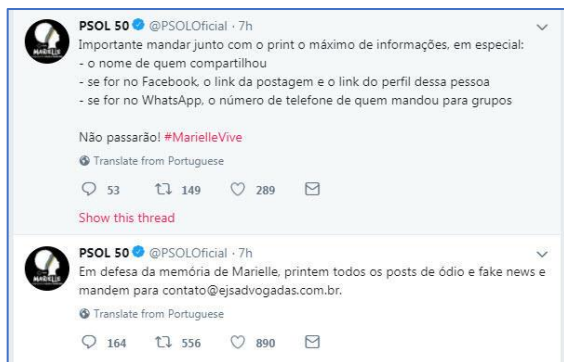 PSOL 50 @PSOLOficial · 7h
Importante mandar junto com o print o máximo de informações, em especial:
- o nome de quem compartilhou
- se for no Facebook, o link da postagem e o link do perfil dessa pessoa
- se for no WhatsApp, o número de telefone de quem mandou para grupos
Não passarão! #MarielleVive
Translate from Portuguese
53 149 289
Show this thread
PSOL 50 @PSOLOficial · 7h
Em defesa da memória de Marielle, printem todos os posts de ódio e fake news e
mandem para contato@ejsadvogadas.com.br.
Translate from Portuguese
164 556 890